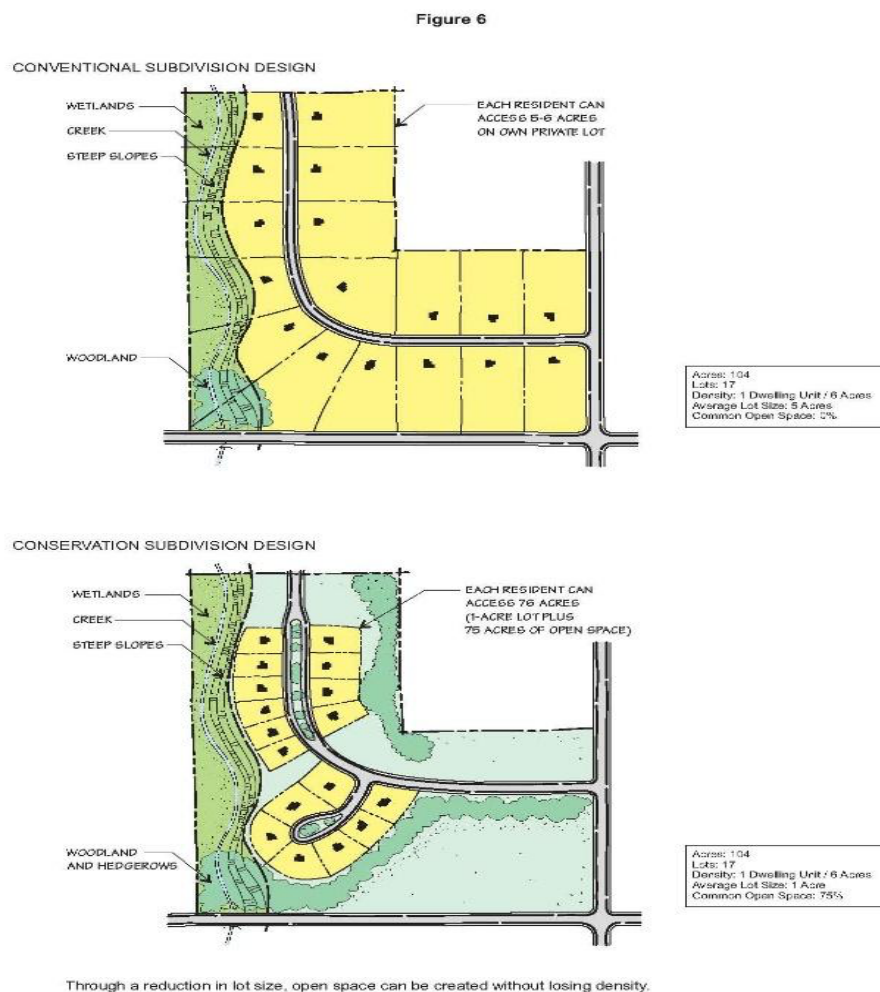 Figure 6
CONVENTIONAL SUBDIVISION DESIGN
WETLANDS
CREEK
STEEP SLOPES
EACH RESIDENT CAN
ACCESS 5-6 ACRES
ON OWN PRIVATE LOT
WOODLAND
Acres: 104
Lots: 17
Density: 1 Dwelling Unit / 6 Acres
Average Lot Size: 5 Acres
Common Open Space: 0%
CONSERVATION SUBDIVISION DESIGN
WETLANDS
CREEK
STEEP SLOPES
EACH RESIDENT CAN
ACCESS 76 ACRES
(1-ACRE LOT PLUS
75 ACRES OF OPEN SPACE)
WOODLAND
AND HEDGEROWS
Acres: 104
Lots: 17
Density: 1 Dwelling Unit / 6 Acres
Average Lot Size: 1 Acre
Common Open Space: 75%
Through a reduction in lot size, open space can be created without losing density.